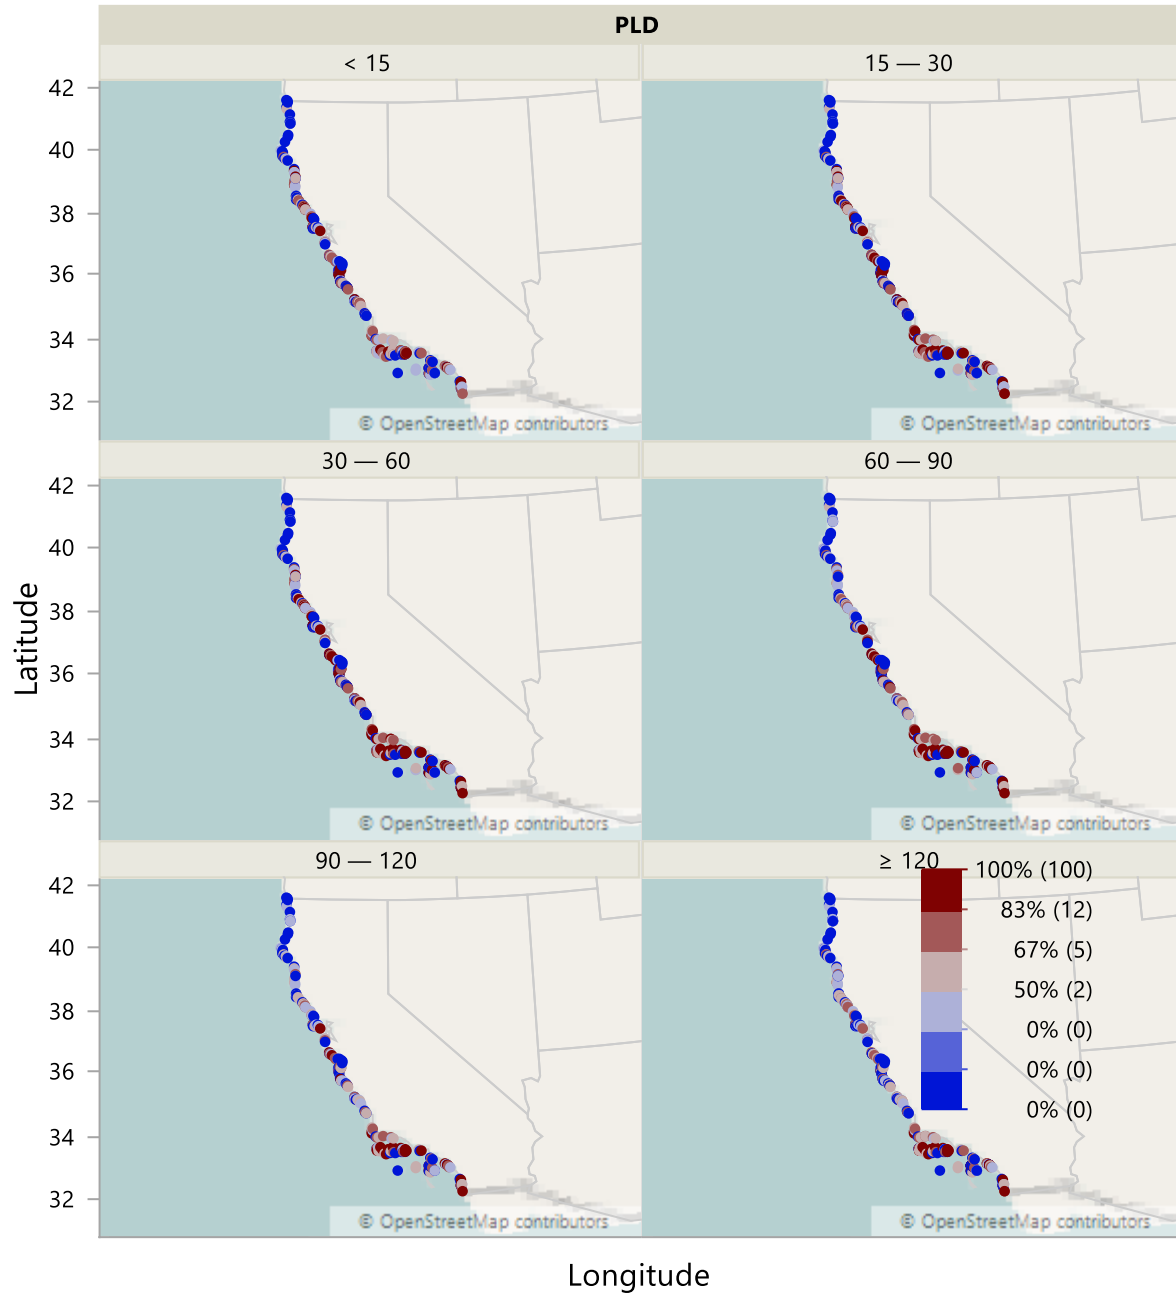 PLD
< 15
15 — 30
42
40
38
36
34
32
© OpenStreetMap contributors
© OpenStreetMap contributors
30 — 60
60 — 90
42
40
38
36
34
32
© OpenStreetMap contributors
© OpenStreetMap contributors
Latitude
90 — 120
≥ 120
42
40
38
36
34
32
100% (100)
83% (12)
67% (5)
50% (2)
0% (0)
0% (0)
0% (0)
© OpenStreetMap contributors
© OpenStreetMap contributors
Longitude